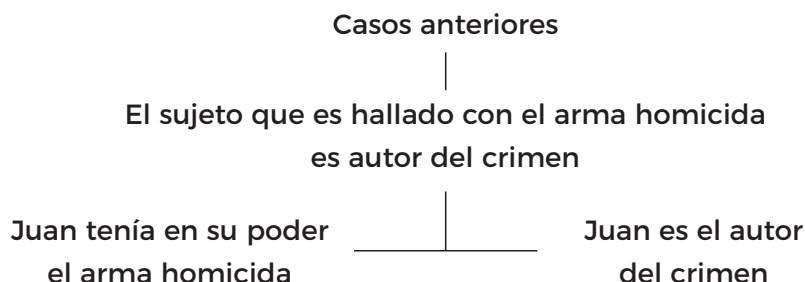 Casos anteriores
El sujeto que es hallado con el arma homicida
es autor del crimen
Juan tenía en su poder
el arma homicida
Juan es el autor
del crimen